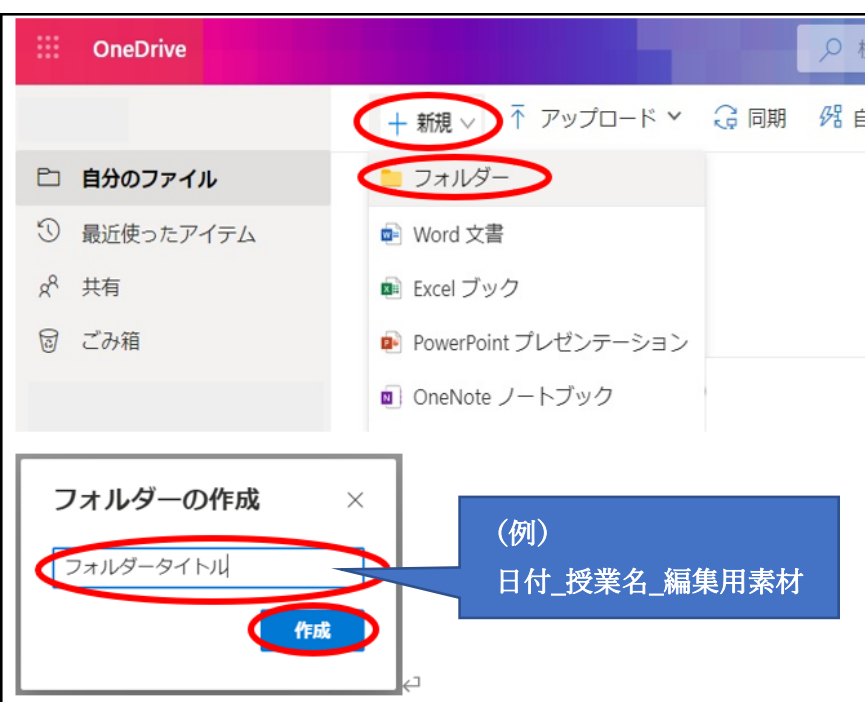 OneDrive
＋ 新規 アップロード 同期
自分のファイル
最近使ったアイテム
共有
ごみ箱
フォルダー
Word 文書
Excel ブック
PowerPoint プレゼンテーション
OneNote ノートブック
フォルダーの作成
フォルダータイトル
作成
（例）
日付_授業名_編集用素材